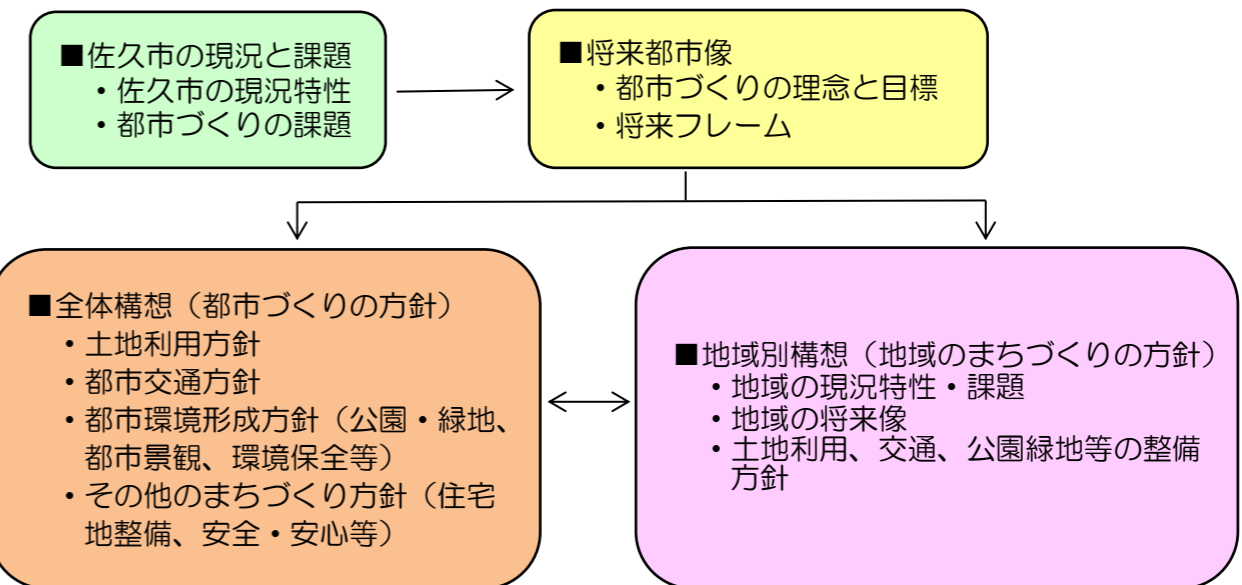 ■佐久市の現況と課題
・佐久市の現況特性
・都市づくりの課題
■将来都市像
・都市づくりの理念と目標
・将来フレーム
■全体構想（都市づくりの方針）
・土地利用方針
・都市交通方針
・都市環境形成方針（公園・緑地、
都市景観、環境保全等）
・その他のまちづくり方針（住宅
地整備、安全・安心等）
■地域別構想（地域のまちづくりの方針）
・地域の現況特性・課題
・地域の将来像
・土地利用、交通、公園緑地等の整備
方針